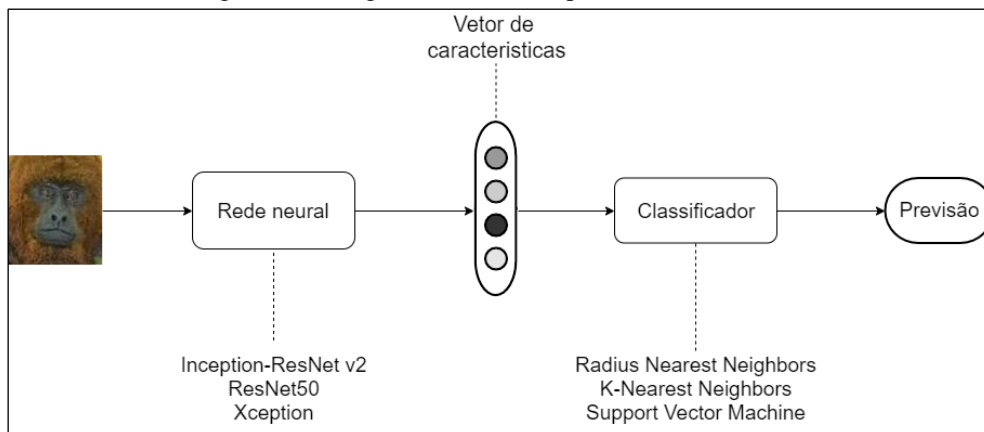 Vetor de
caracteristicas
Rede neural
Classificador
Previsão
Inception-ResNet v2
ResNet50
Xception
Radius Nearest Neighbors
K-Nearest Neighbors
Support Vector Machine